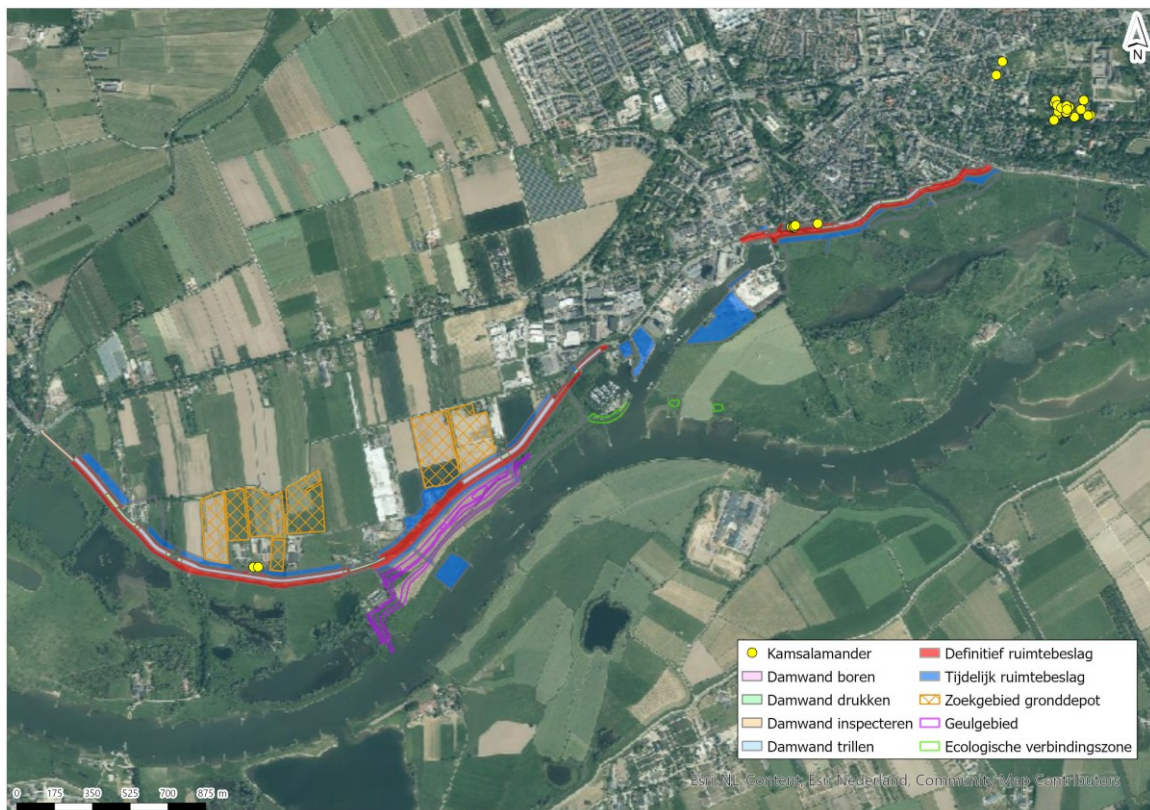 N
Kamsalamander
Damwand boren
Damwand drukken
Damwand inspecteren
Damwand trillen
Definitief ruimtebeslag
Tijdelijk ruimtebeslag
Zoekgebied gronddepot
Geulgebied
Ecologische verbindingszone
Esri NL Content, Esri Nederland, Community Map Contributors
0 175 350 525 700 875 m